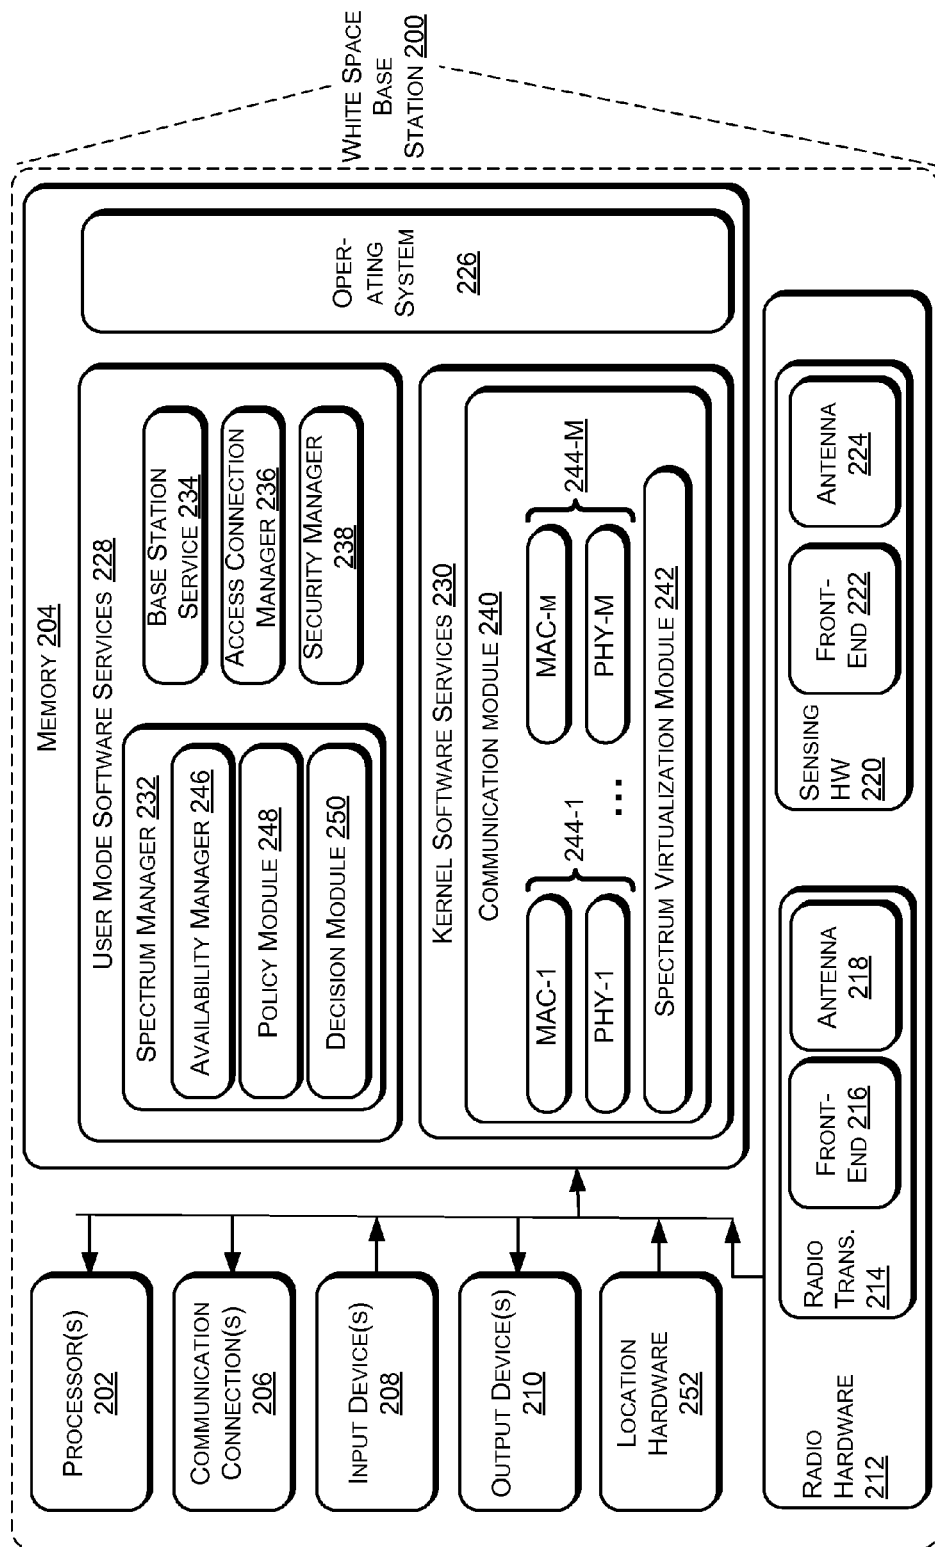 WHITE SPACE
BASE
STATION 200
PROCESSOR(S)
202
COMMUNICATION
CONNECTION(S)
206
INPUT DEVICE(S)
208
OUTPUT DEVICE(S)
210
LOCATION
HARDWARE
252
MEMORY 204
USER MODE SOFTWARE SERVICES 228
SPECTRUM MANAGER 232
AVAILABILITY MANAGER 246
POLICY MODULE 248
DECISION MODULE 250
BASE STATION
SERVICE 234
ACCESS CONNECTION
MANAGER 236
SECURITY MANAGER
238
KERNEL SOFTWARE SERVICES 230
COMMUNICATION MODULE 240
MAC-1
PHY-1
244-1
...
MAC-M
PHY-M
244-M
SPECTRUM VIRTUALIZATION MODULE 242
OPER-
ATING
SYSTEM
226
RADIO
HARDWARE
212
RADIO
TRANS.
214
FRONT-
END 216
ANTENNA
218
SENSING
HW
220
FRONT-
END 222
ANTENNA
224